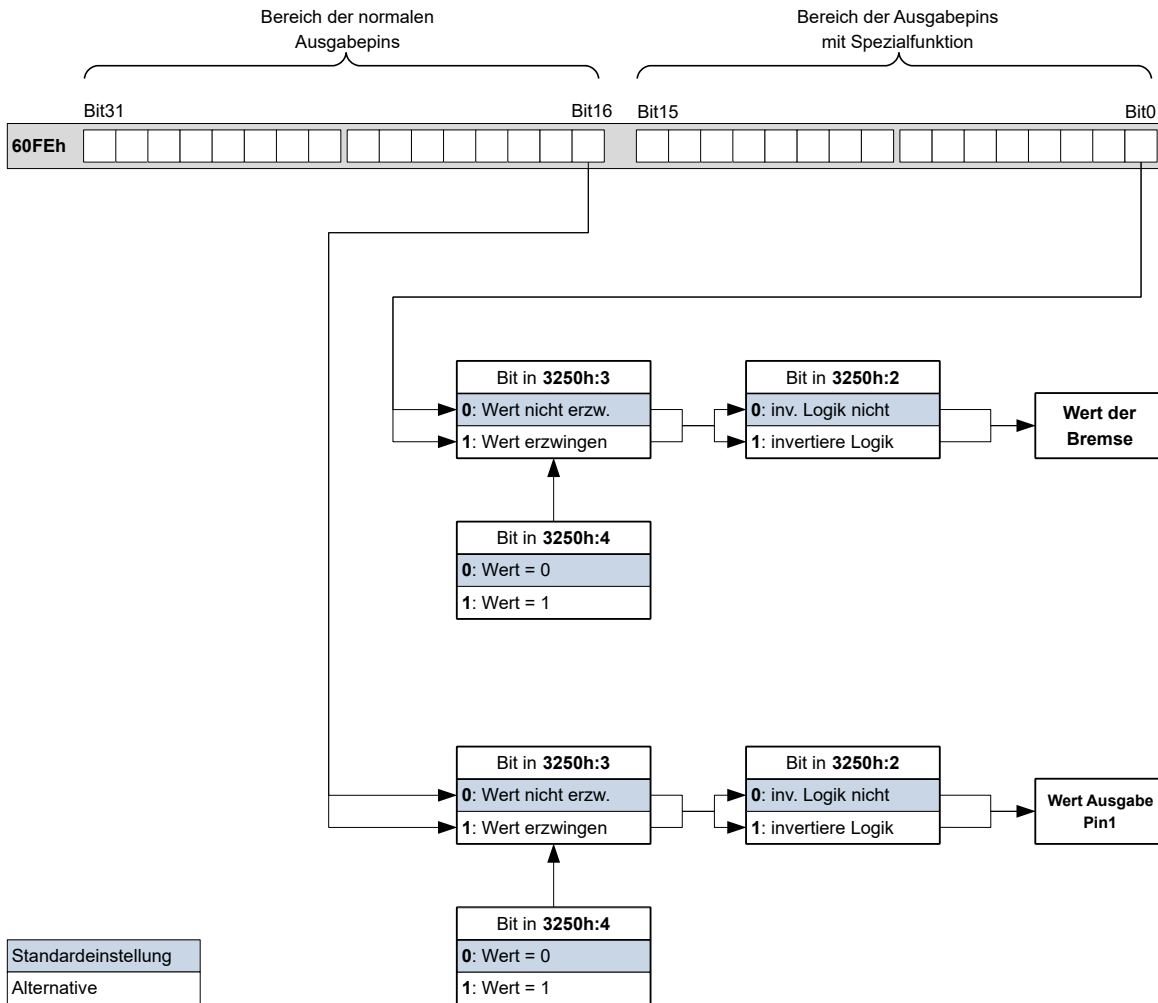 Bereich der normalen
Ausgabepins
Bereich der Ausgabepins
mit Spezialfunktion
Bit31
Bit16
Bit15
Bit0
60FEh
Bit in 3250h:3
0: Wert nicht erzw.
1: Wert erzwingen
Bit in 3250h:2
0: inv. Logik nicht
1: invertiere Logik
Wert der
Bremse
Bit in 3250h:4
0: Wert = 0
1: Wert = 1
Bit in 3250h:3
0: Wert nicht erzw.
1: Wert erzwingen
Bit in 3250h:2
0: inv. Logik nicht
1: invertiere Logik
Wert Ausgabe
Pin1
Bit in 3250h:4
0: Wert = 0
1: Wert = 1
Standardeinstellung
Alternative